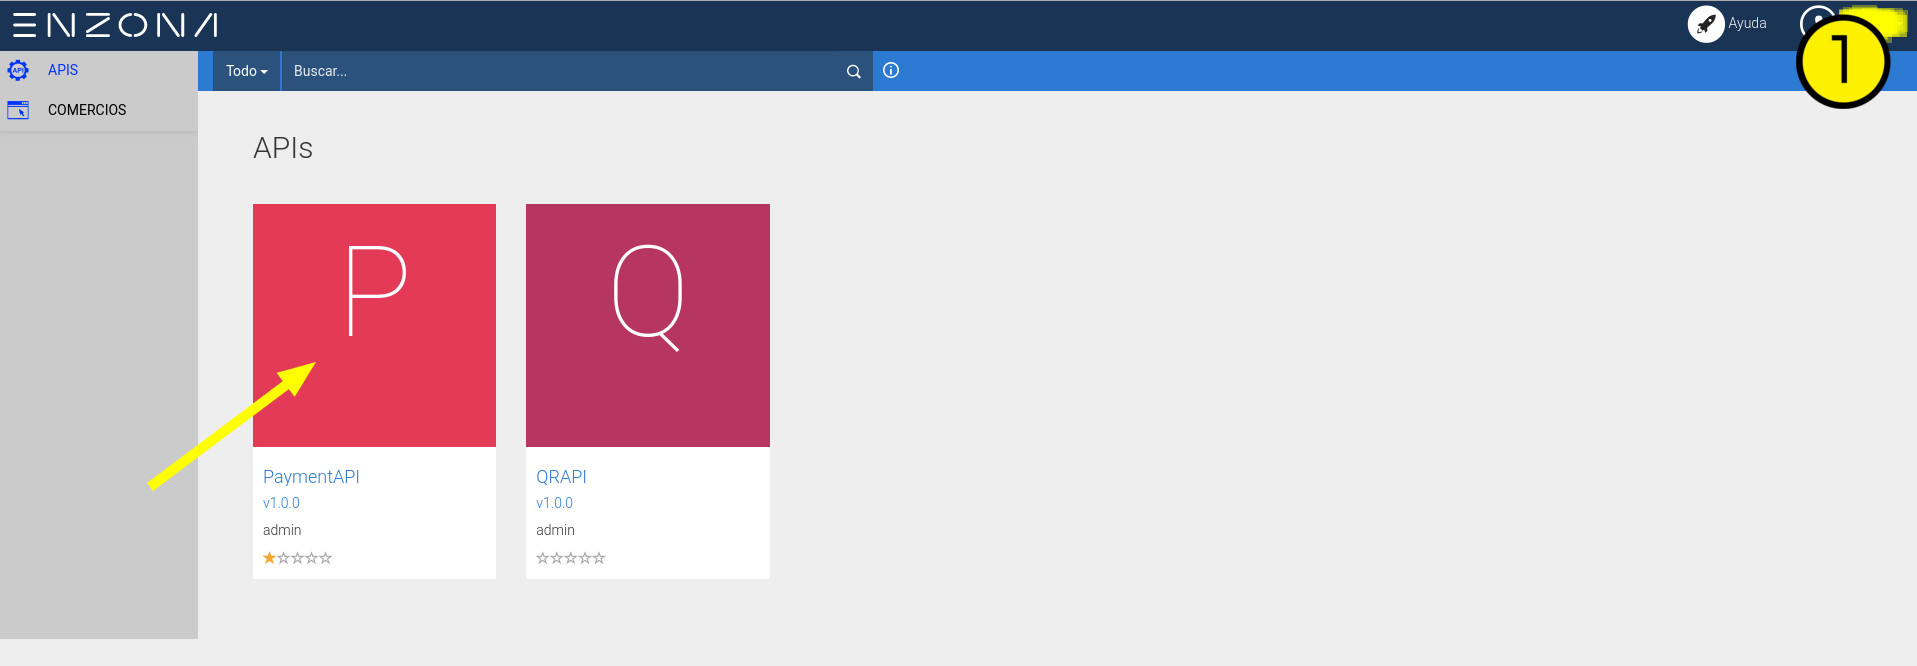 ENZONA
Ayuda
1
APIS
COMERCIOS
Todo
Buscar...
APIs
P
Q
PaymentAPI
v1.0.0
admin
QRAPI
v1.0.0
admin